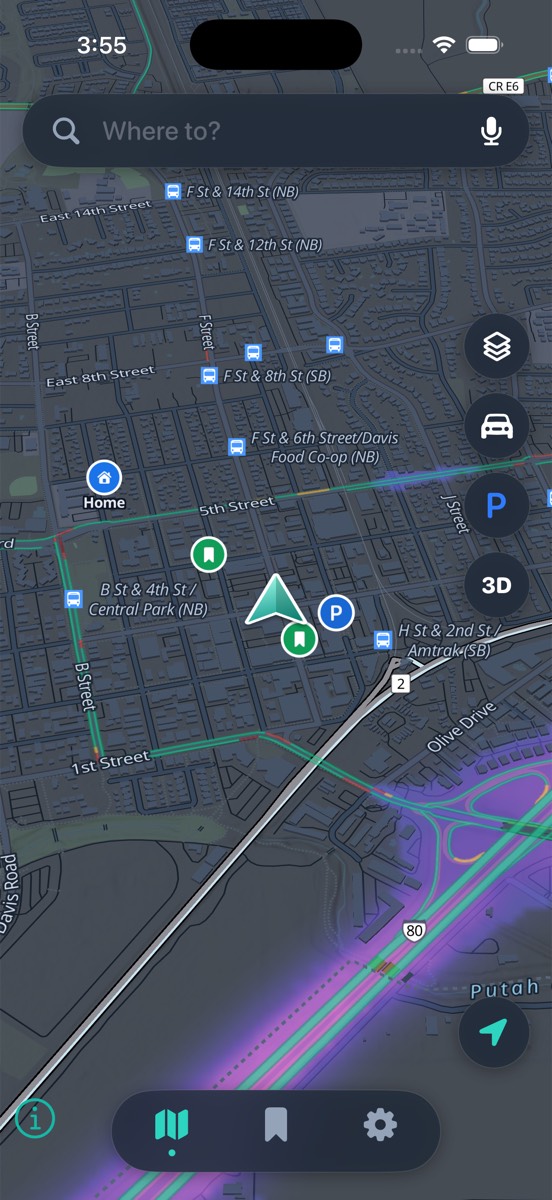 3:55
CR E6
Where to?
F St & 14th St (NB)
East 14th Street
F St & 12th St (NB)
B Street
F Street
East 8th Street
F St & 8th St (SB)
F St & 6th Street/Davis
Food Co-op (NB)
Home
5th Street
J Street
P
rd
3D
B St & 4th St /
Central Park (NB)
P
H St & 2nd St /
Amtrak (SB)
2
B Street
Olive Drive
1st Street
Davis Road
80
Putah